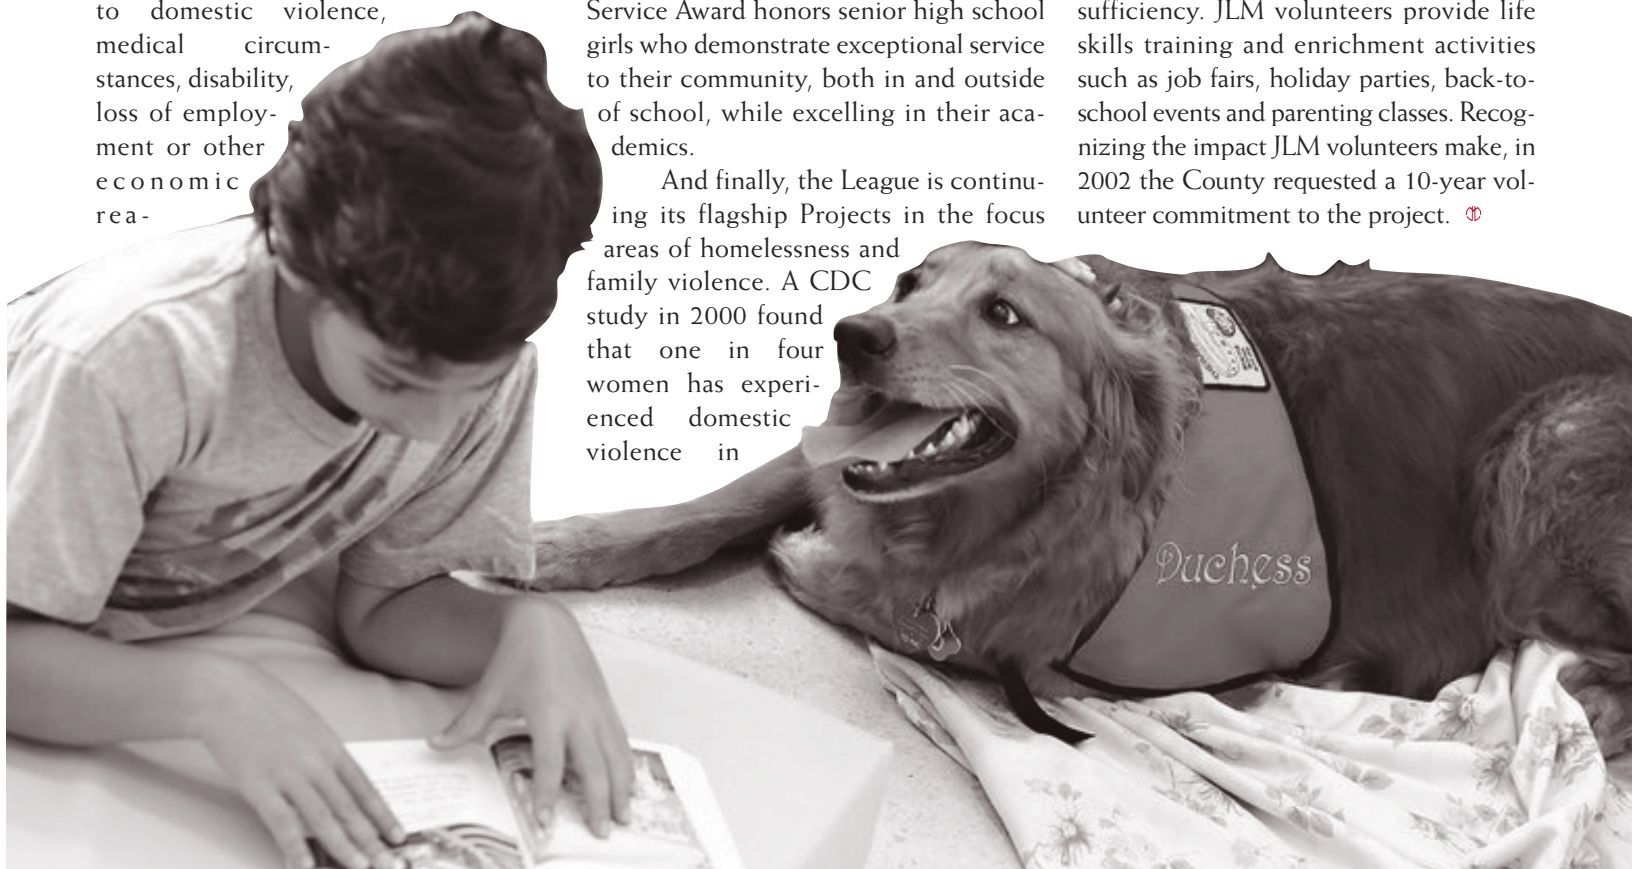 to domestic violence,
medical circum-
stances, disability,
loss of employ-
ment or other
economic
rea-
Service Award honors senior high school
girls who demonstrate exceptional service
to their community, both in and outside
of school, while excelling in their aca-
demics.
And finally, the League is continu-
ing its flagship Projects in the focus
areas of homelessness and
family violence. A CDC
study in 2000 found
that one in four
women has experi-
enced domestic
violence in
sufficiency. JLM volunteers provide life
skills training and enrichment activities
such as job fairs, holiday parties, back-to-
school events and parenting classes. Recog-
nizing the impact JLM volunteers make, in
2002 the County requested a 10-year vol-
unteer commitment to the project.
Duchess